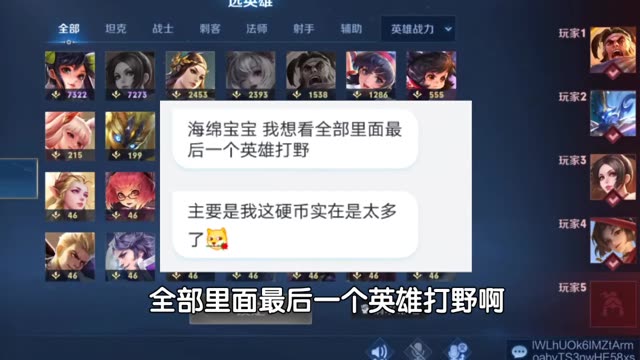 选英雄
全部 坦克 战士 刺客 法师 射手 辅助 英雄战力
7322 7273 2453 2393 1538 1286 555
215 199
46 46
46 46
海绵宝宝 我想看全部里面最
后一个英雄打野
主要是我这硬币实在是太多
了
全部里面最后一个英雄打野啊
玩家1
玩家2
玩家3
玩家4
玩家5